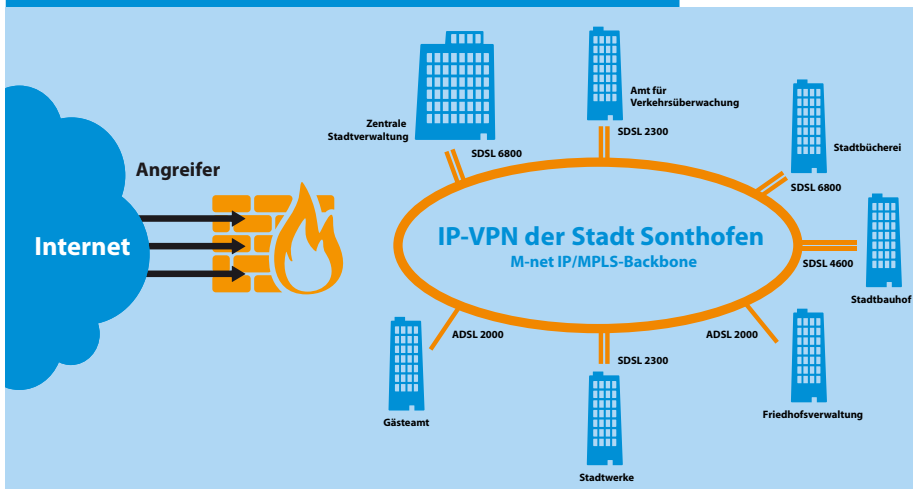 Angreifer
Internet
Zentrale
Stadtverwaltung
SDSL 6800
Amt für
Verkehrsüberwachung
SDSL 2300
Stadtbücherei
SDSL 6800
IP-VPN der Stadt Sonthofen
M-net IP/MPLS-Backbone
SDSL 4600
Stadtbauhof
ADSL 2000
Gästeamt
SDSL 2300
Stadtwerke
ADSL 2000
Friedhofsverwaltung